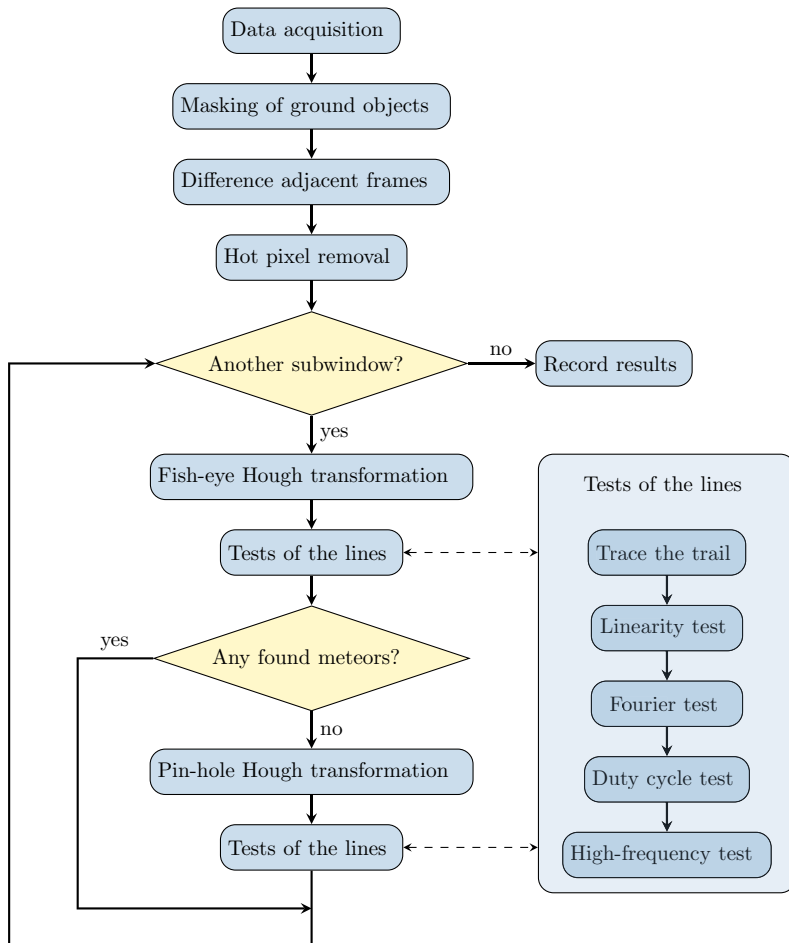 Data acquisition
Masking of ground objects
Difference adjacent frames
Hot pixel removal
Another subwindow?
no
Record results
yes
Fish-eye Hough transformation
Tests of the lines
Any found meteors?
yes
no
Pin-hole Hough transformation
Tests of the lines
Tests of the lines
Trace the trail
Linearity test
Fourier test
Duty cycle test
High-frequency test